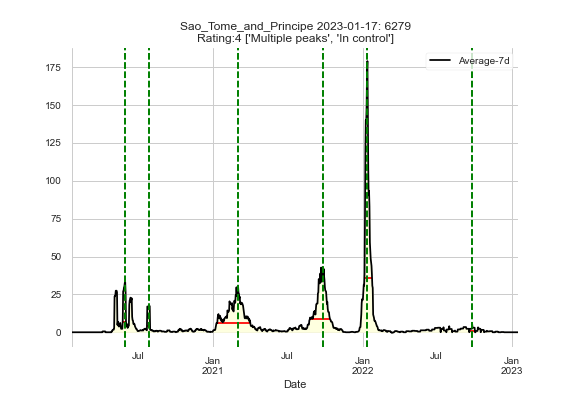 Sao_Tome_and_Principe 2023-01-17: 6279
Rating:4 ['Multiple peaks', 'In control']
Average-7d
175
150
125
100
75
50
25
0
Jul
Jan
2021
Jul
Jan
2022
Jul
Jan
2023
Date